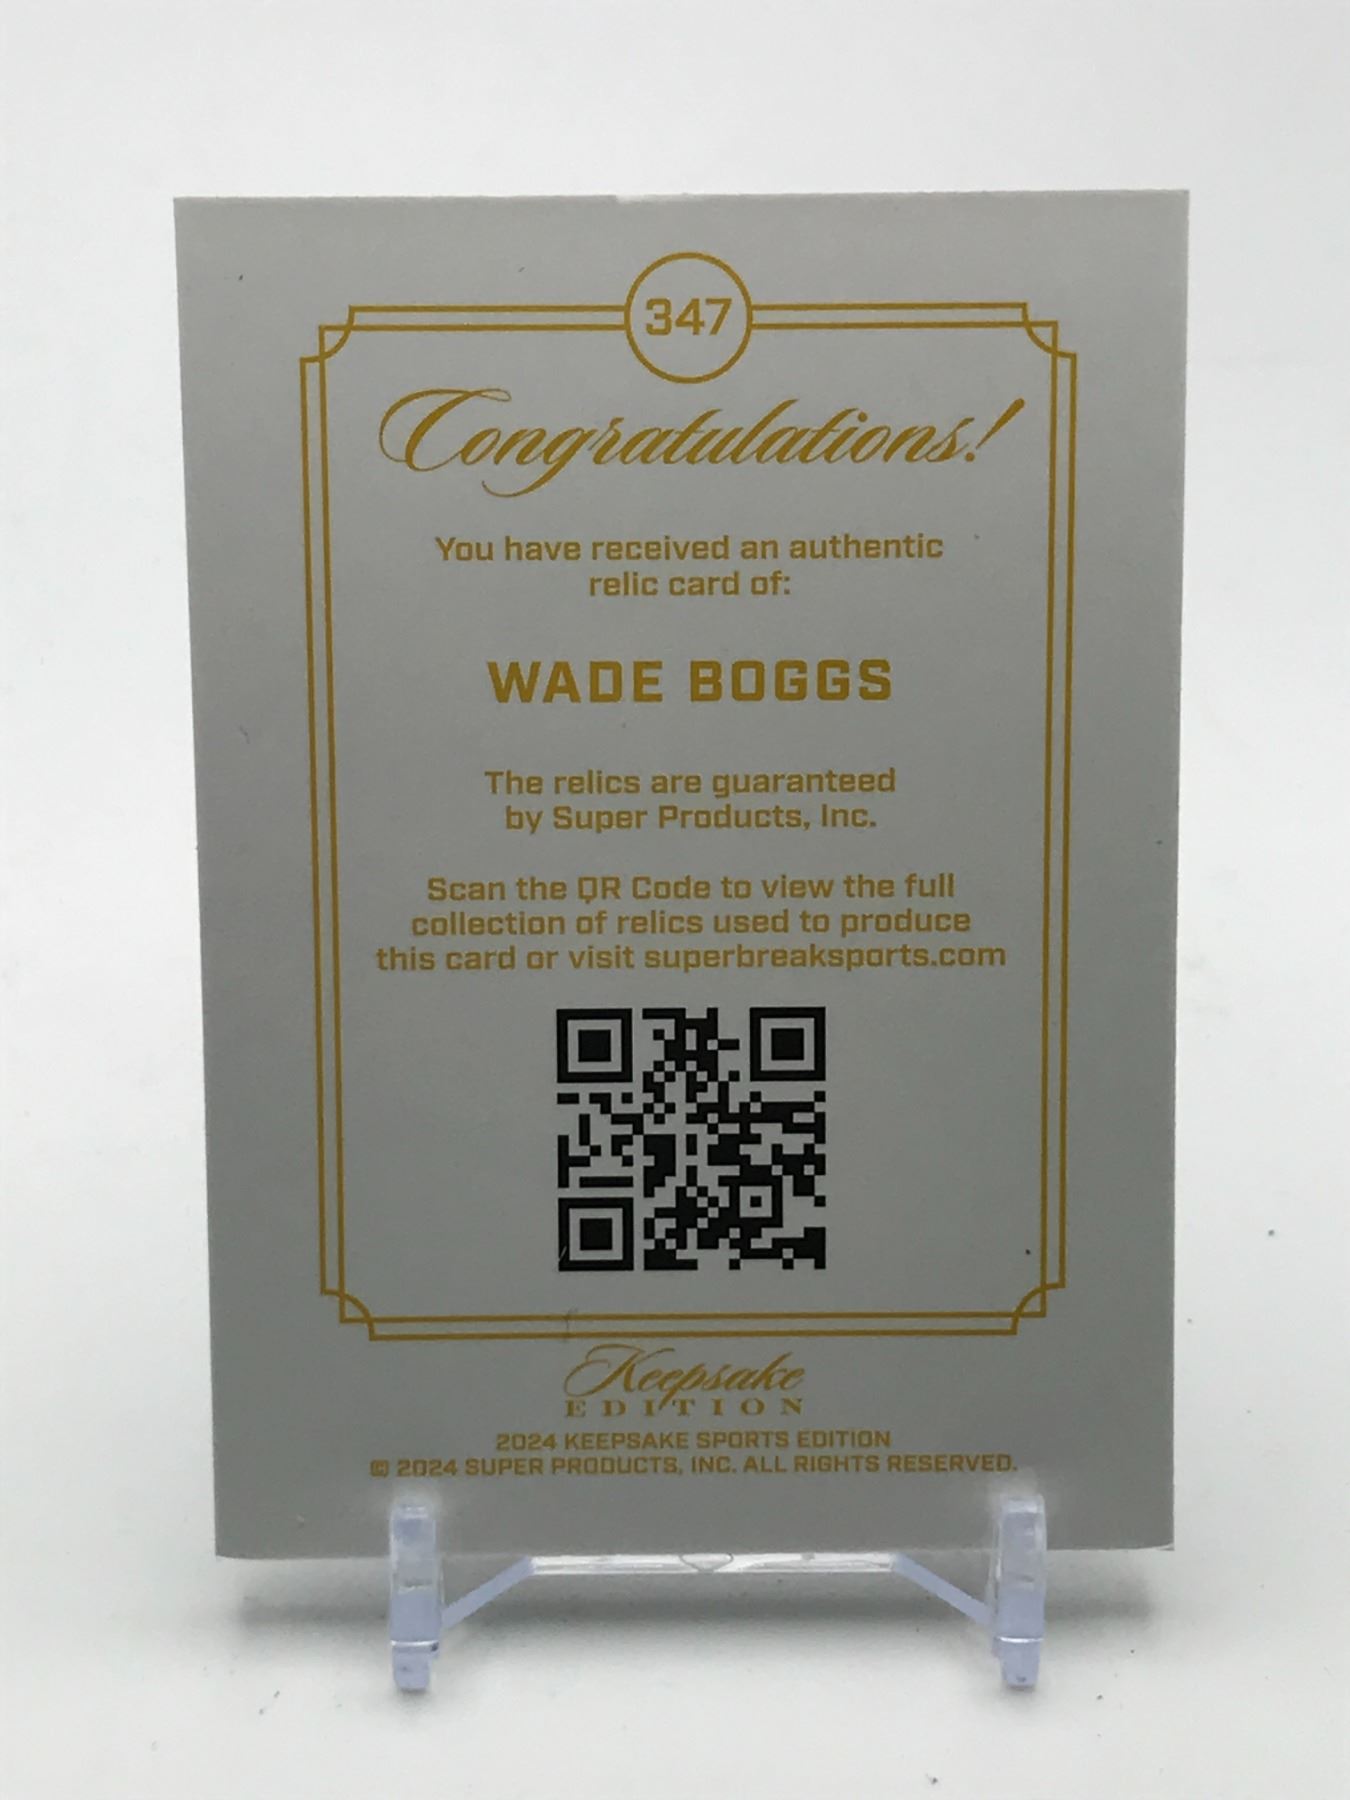 347
Congratulations!
You have received an authentic
relic card of:
WADE BOGGS
The relics are guaranteed
by Super Products, Inc.
Scan the QR Code to view the full
collection of relics used to produce
this card or visit superbreaksports.com
Keepsake
EDITION
2024 KEEPSAKE SPORTS EDITION
© 2024 SUPER PRODUCTS, INC. ALL RIGHTS RESERVED.